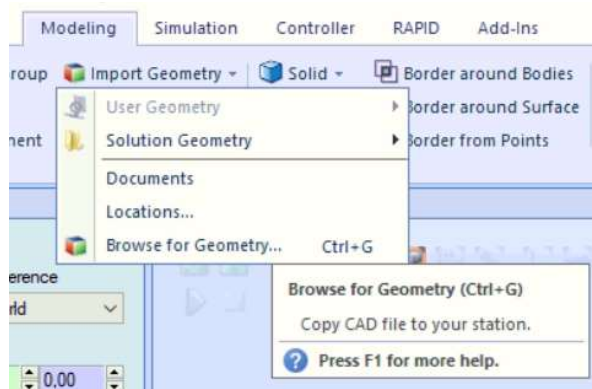 Modeling Simulation Controller RAPID Add-Ins
roup Import Geometry Solid Border around Bodies
User Geometry Border around Surface
nent Solution Geometry Border from Points
Documents
Locations...
Browse for Geometry... Ctrl+G
erence
rld
Browse for Geometry (Ctrl+G)
Copy CAD file to your station.
Press F1 for more help.
0,00